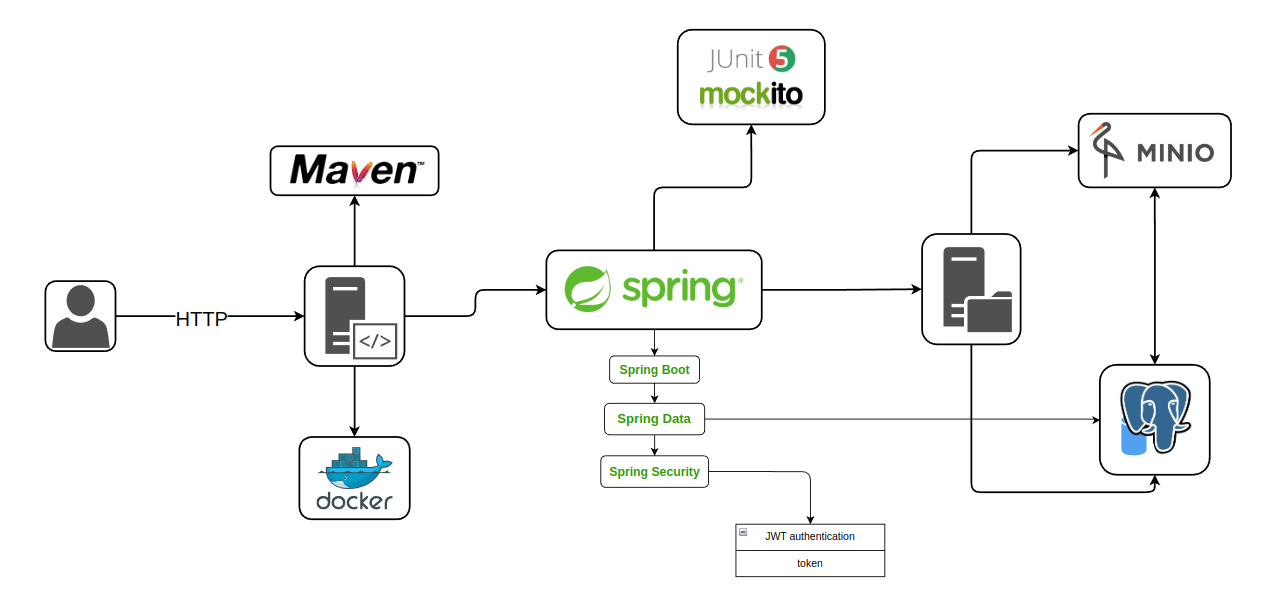 JUnit 5
mockito
Maven™
MINIO
HTTP
</>
spring®
Spring Boot
Spring Data
Spring Security
docker
JWT authentication
token